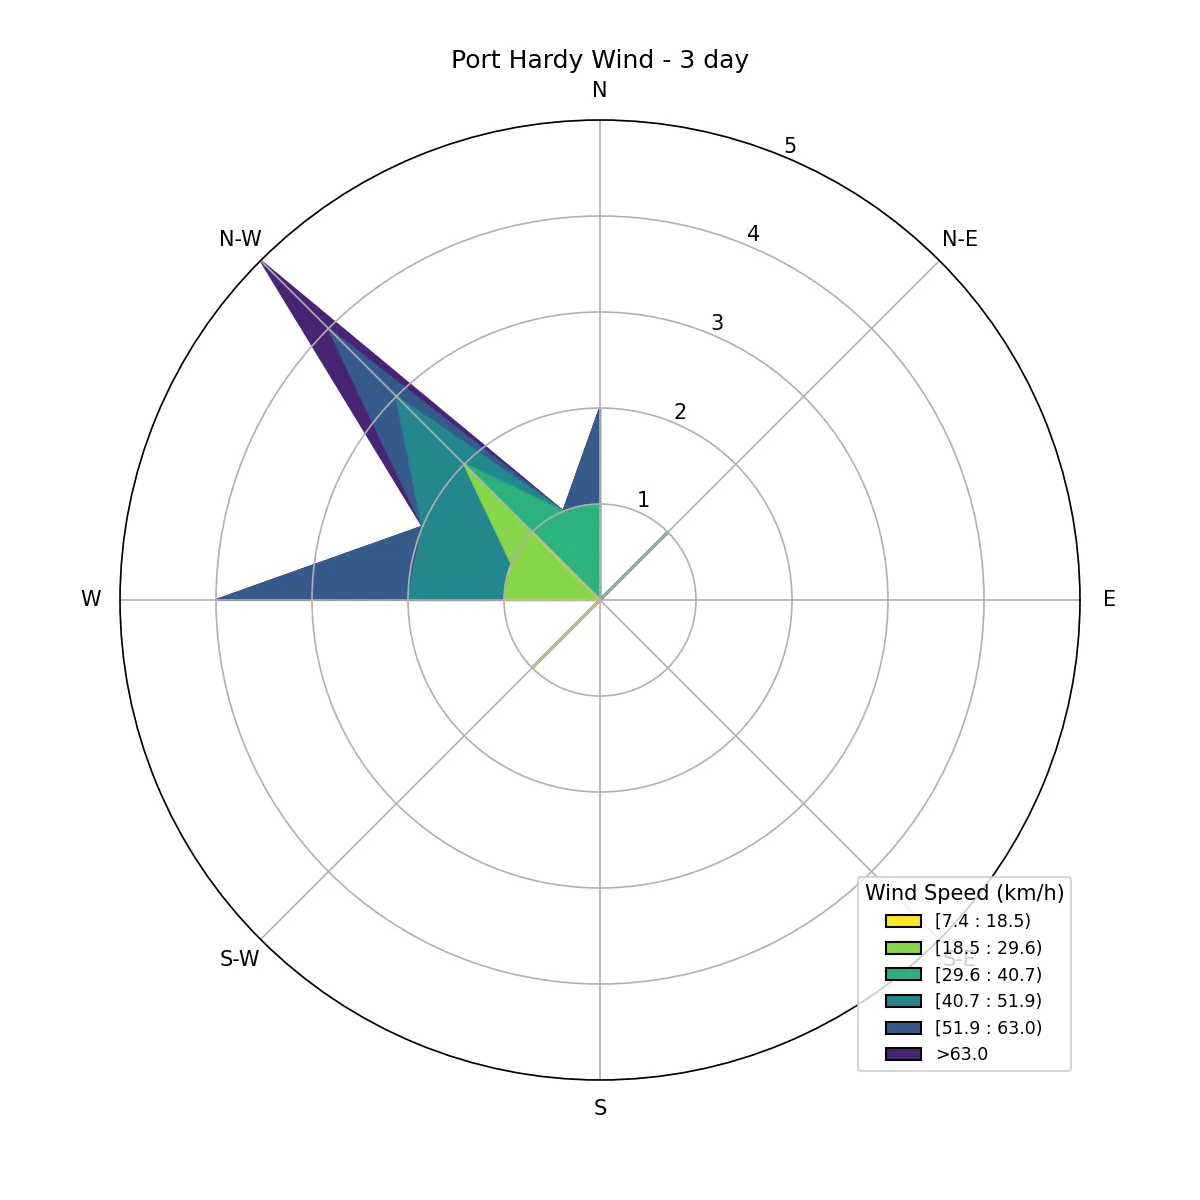 Port Hardy Wind - 3 day
N
5
N-W
4
N-E
3
2
1
W
E
Wind Speed (km/h)
[7.4 : 18.5)
[18.5 : 29.6)
S-W
S-E
[29.6 : 40.7)
[40.7 : 51.9)
[51.9 : 63.0)
>63.0
S